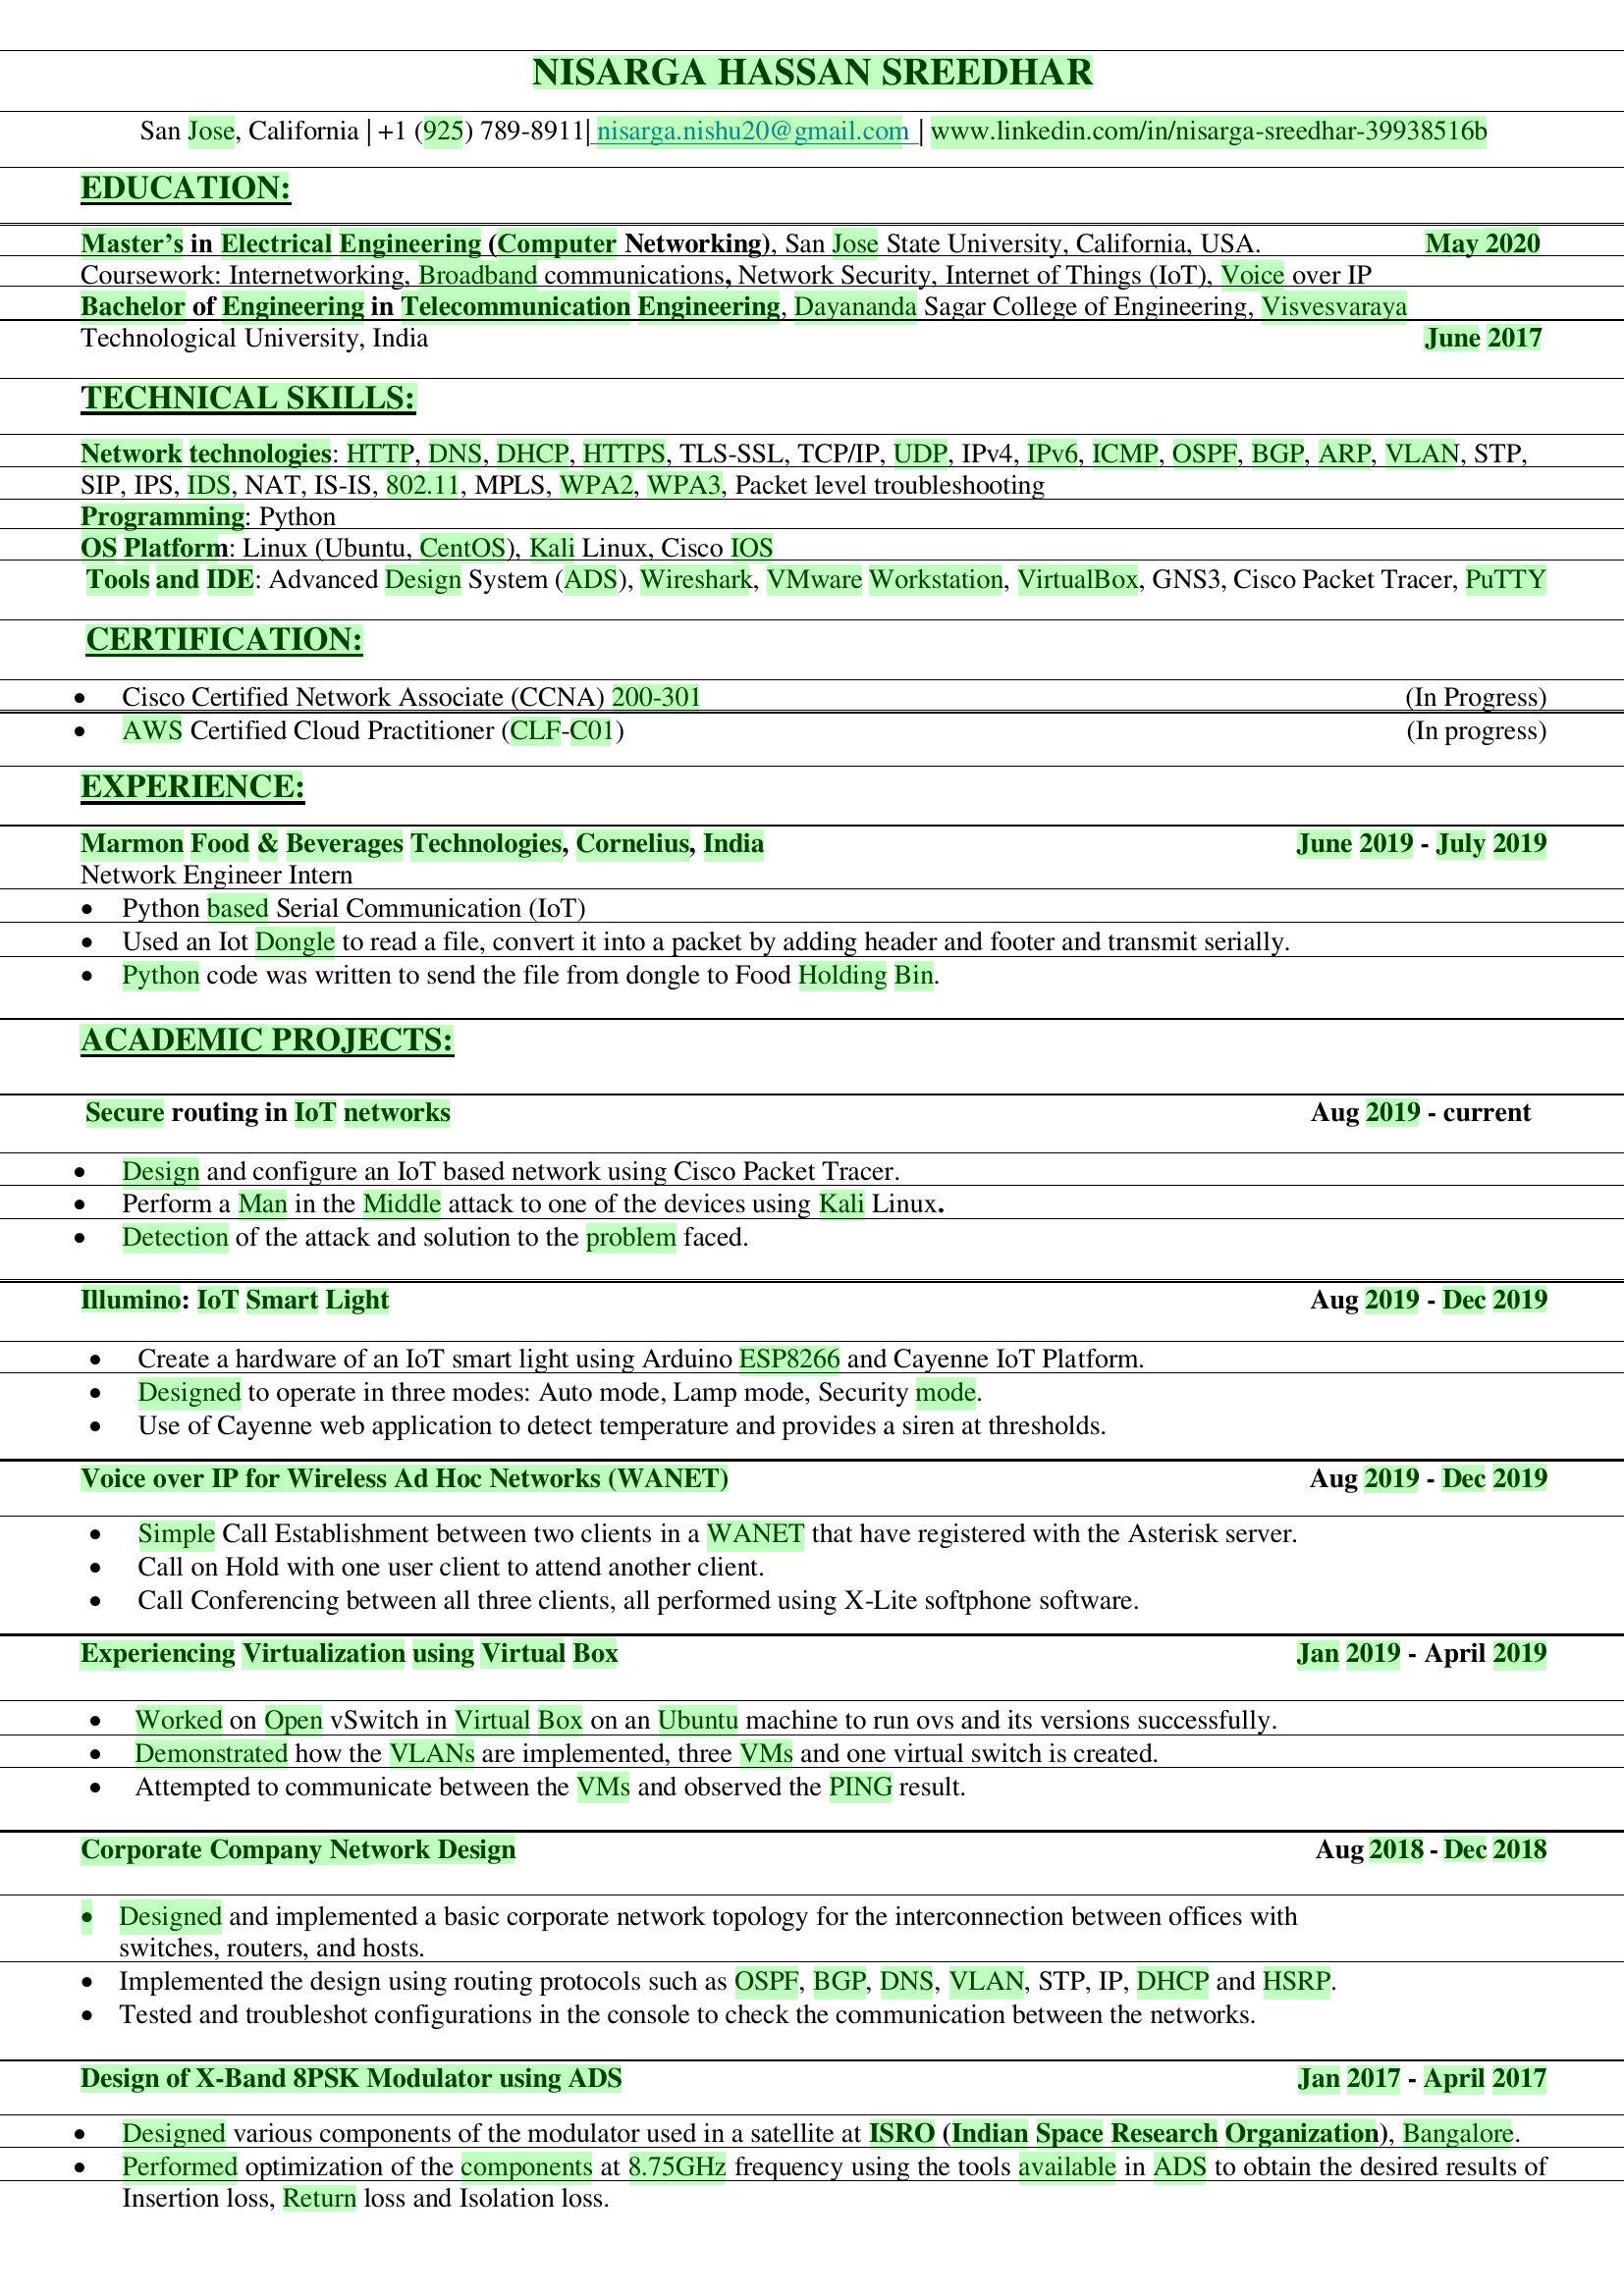 NISARGA HASSAN SREEDHAR
San Jose, California | +1 (925) 789-8911| nisarga.nishu20@gmail.com | www.linkedin.com/in/nisarga-sreedhar-39938516b
EDUCATION:
Master’s in Electrical Engineering (Computer Networking), San Jose State University, California, USA. May 2020
Coursework: Internetworking, Broadband communications, Network Security, Internet of Things (IoT), Voice over IP
Bachelor of Engineering in Telecommunication Engineering, Dayananda Sagar College of Engineering, Visvesvaraya
Technological University, India June 2017
TECHNICAL SKILLS:
Network technologies: HTTP, DNS, DHCP, HTTPS, TLS-SSL, TCP/IP, UDP, IPv4, IPv6, ICMP, OSPF, BGP, ARP, VLAN, STP,
SIP, IPS, IDS, NAT, IS-IS, 802.11, MPLS, WPA2, WPA3, Packet level troubleshooting
Programming: Python
OS Platform: Linux (Ubuntu, CentOS), Kali Linux, Cisco IOS
Tools and IDE: Advanced Design System (ADS), Wireshark, VMware Workstation, VirtualBox, GNS3, Cisco Packet Tracer, PuTTY
CERTIFICATION:
• Cisco Certified Network Associate (CCNA) 200-301 (In Progress)
• AWS Certified Cloud Practitioner (CLF-C01) (In progress)
EXPERIENCE:
Marmon Food & Beverages Technologies, Cornelius, India June 2019 - July 2019
Network Engineer Intern
• Python based Serial Communication (IoT)
• Used an Iot Dongle to read a file, convert it into a packet by adding header and footer and transmit serially.
• Python code was written to send the file from dongle to Food Holding Bin.
ACADEMIC PROJECTS:
Secure routing in IoT networks Aug 2019 - current
• Design and configure an IoT based network using Cisco Packet Tracer.
• Perform a Man in the Middle attack to one of the devices using Kali Linux.
• Detection of the attack and solution to the problem faced.
Illumino: IoT Smart Light Aug 2019 - Dec 2019
• Create a hardware of an IoT smart light using Arduino ESP8266 and Cayenne IoT Platform.
• Designed to operate in three modes: Auto mode, Lamp mode, Security mode.
• Use of Cayenne web application to detect temperature and provides a siren at thresholds.
Voice over IP for Wireless Ad Hoc Networks (WANET) Aug 2019 - Dec 2019
• Simple Call Establishment between two clients in a WANET that have registered with the Asterisk server.
• Call on Hold with one user client to attend another client.
• Call Conferencing between all three clients, all performed using X-Lite softphone software.
Experiencing Virtualization using Virtual Box Jan 2019 - April 2019
• Worked on Open vSwitch in Virtual Box on an Ubuntu machine to run ovs and its versions successfully.
• Demonstrated how the VLANs are implemented, three VMs and one virtual switch is created.
• Attempted to communicate between the VMs and observed the PING result.
Corporate Company Network Design Aug 2018 - Dec 2018
• Designed and implemented a basic corporate network topology for the interconnection between offices with
switches, routers, and hosts.
• Implemented the design using routing protocols such as OSPF, BGP, DNS, VLAN, STP, IP, DHCP and HSRP.
• Tested and troubleshot configurations in the console to check the communication between the networks.
Design of X-Band 8PSK Modulator using ADS Jan 2017 - April 2017
• Designed various components of the modulator used in a satellite at ISRO (Indian Space Research Organization), Bangalore.
• Performed optimization of the components at 8.75GHz frequency using the tools available in ADS to obtain the desired results of
Insertion loss, Return loss and Isolation loss.